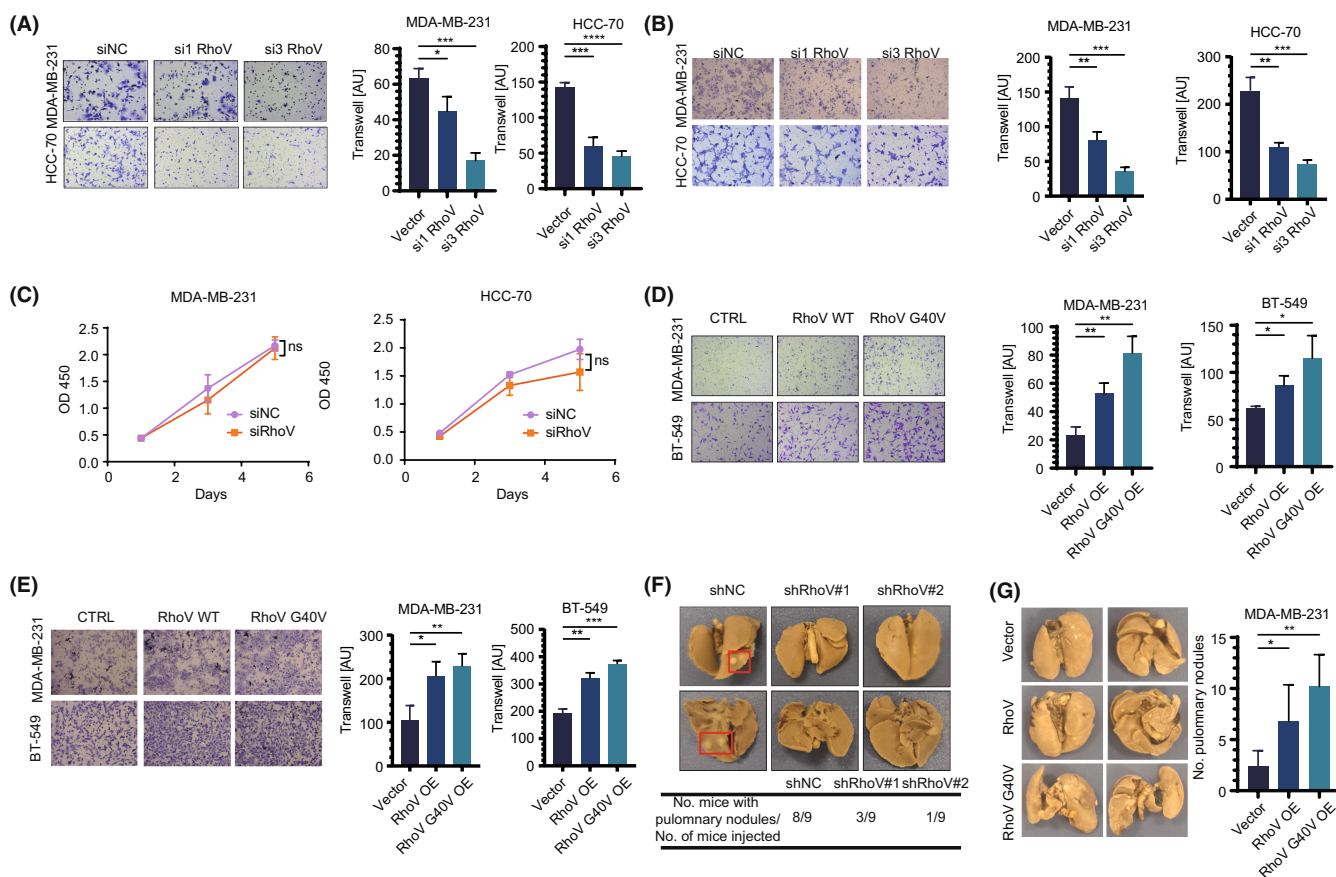 (A)
siNC
si1 RhoV
si3 RhoV
MDA-MB-231
HCC-70
MDA-MB-231
Transwell [AU]
80
60
40
20
0
***
*
Vector
si1 RhoV
si3 RhoV
HCC-70
Transwell [AU]
200
150
100
50
0
****
***
Vector
si1 RhoV
si3 RhoV
(B)
siNC
si1 RhoV
si3 RhoV
MDA-MB-231
HCC-70
MDA-MB-231
Transwell [AU]
200
150
100
50
0
***
**
Vector
si1 RhoV
si3 RhoV
HCC-70
Transwell [AU]
300
200
100
0
***
**
Vector
si1 RhoV
si3 RhoV
(C)
MDA-MB-231
OD 450
2.5
2.0
1.5
1.0
0.5
0.0
0
2
4
6
Days
ns
siNC
siRhoV
HCC-70
OD 450
2.5
2.0
1.5
1.0
0.5
0.0
0
2
4
6
Days
ns
siNC
siRhoV
(D)
CTRL
RhoV WT
RhoV G40V
MDA-MB-231
BT-549
MDA-MB-231
Transwell [AU]
100
80
60
40
20
0
**
**
Vector
RhoV OE
RhoV G40V OE
BT-549
Transwell [AU]
150
100
50
0
*
*
Vector
RhoV OE
RhoV G40V OE
(E)
CTRL
RhoV WT
RhoV G40V
MDA-MB-231
BT-549
MDA-MB-231
Transwell [AU]
300
200
100
0
**
*
Vector
RhoV OE
RhoV G40V OE
BT-549
Transwell [AU]
500
400
300
200
100
0
***
**
Vector
RhoV OE
RhoV G40V OE
(F)
shNC
shRhoV#1
shRhoV#2
shNC shRhoV#1 shRhoV#2
No. mice with
pulomnary nodules/ 8/9 3/9 1/9
No. of mice injected
(G)
Vector
RhoV
RhoV G40V
MDA-MB-231
No. pulomnary nodules
15
10
5
0
**
*
Vector
RhoV OE
RhoV G40V OE